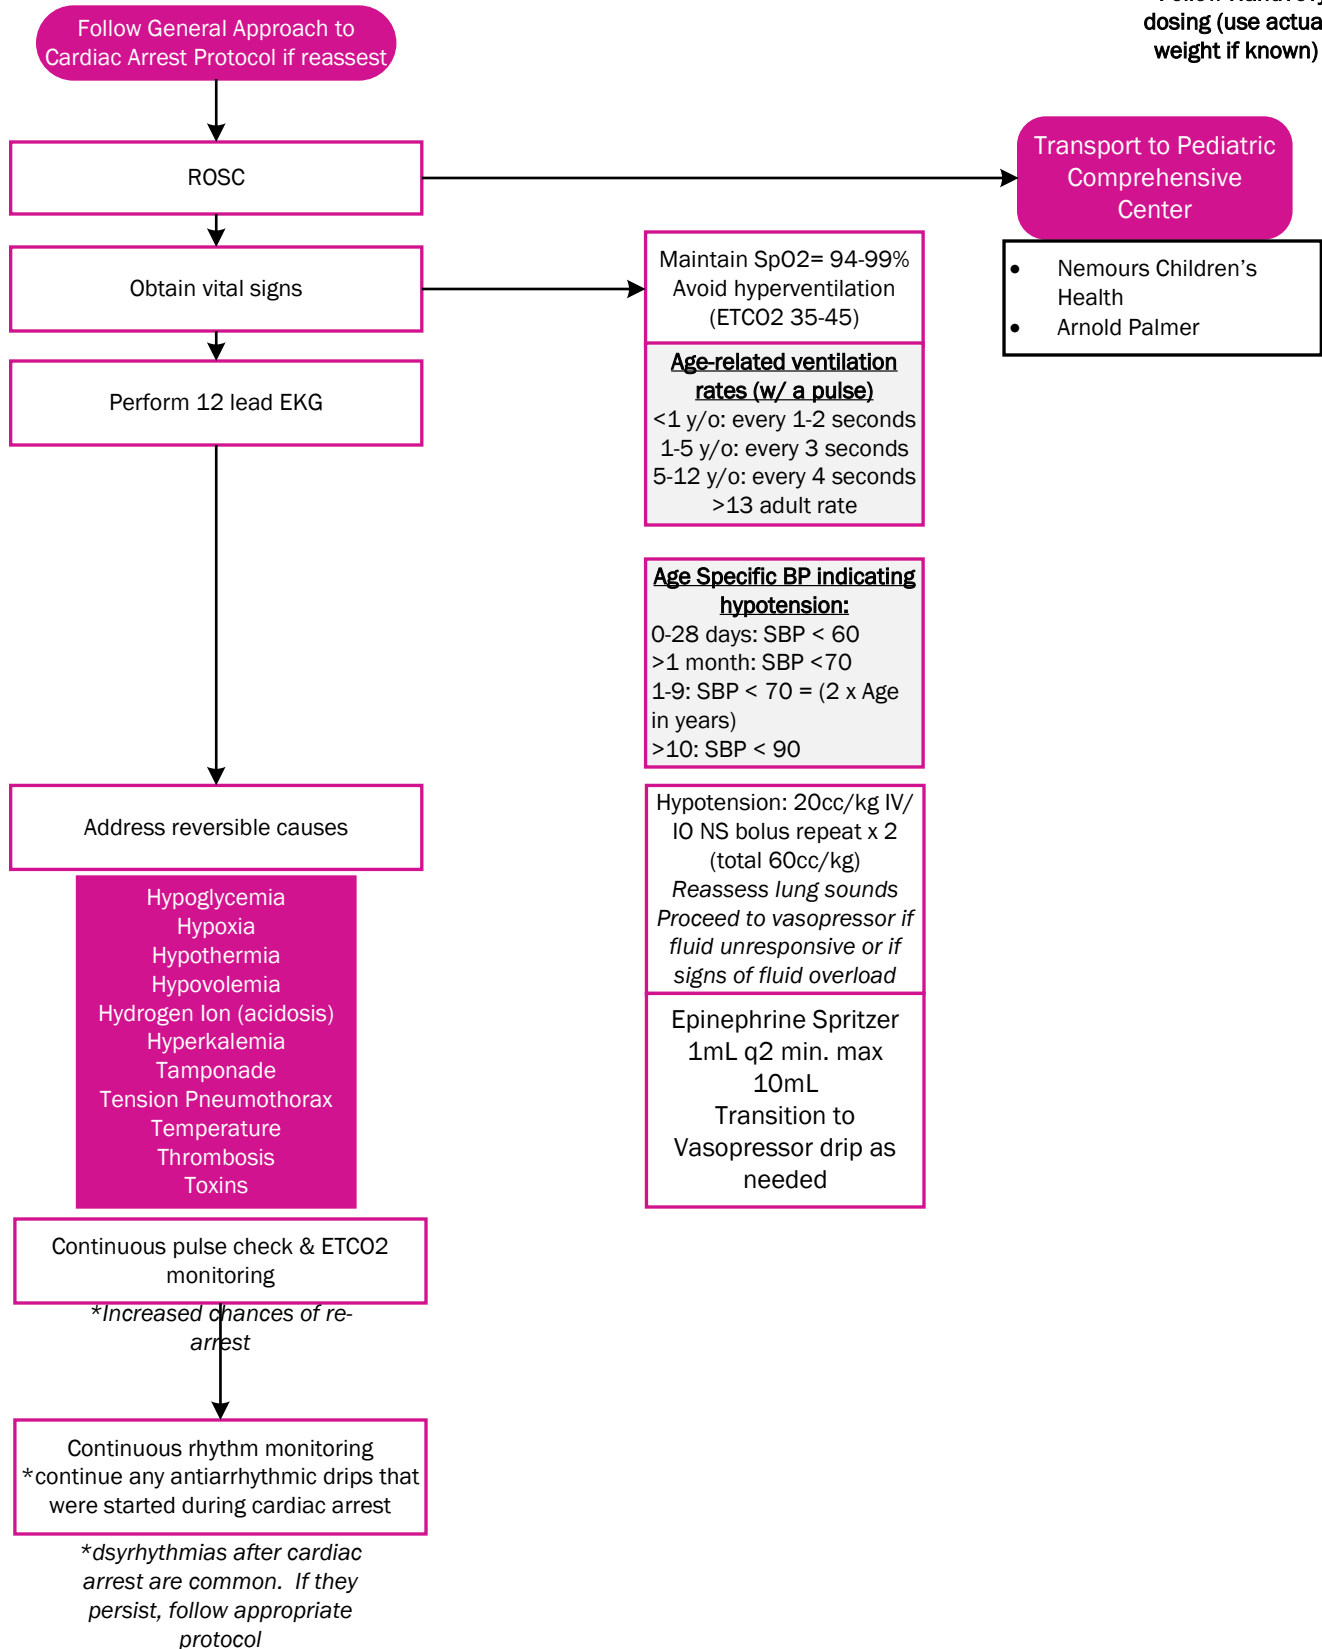 Follow General Approach to
Cardiac Arrest Protocol if reassest
dosing (use actua
weight if known)
ROSC
Transport to Pediatric
Comprehensive
Center
• Nemours Children's
Health
• Arnold Palmer
Obtain vital signs
Maintain SpO2= 94-99%
Avoid hyperventilation
(ETCO2 35-45)
Age-related ventilation
rates (w/ a pulse)
<1 y/o: every 1-2 seconds
1-5 y/o: every 3 seconds
5-12 y/o: every 4 seconds
>13 adult rate
Perform 12 lead EKG
Age Specific BP indicating
hypotension:
0-28 days: SBP < 60
>1 month: SBP <70
1-9: SBP < 70 = (2 x Age
in years)
>10: SBP < 90
Address reversible causes
Hypotension: 20cc/kg IV/
IO NS bolus repeat x 2
(total 60cc/kg)
Reassess lung sounds
Proceed to vasopressor if
fluid unresponsive or if
signs of fluid overload
Hypoglycemia
Hypoxia
Hypothermia
Hypovolemia
Hydrogen Ion (acidosis)
Hyperkalemia
Tamponade
Tension Pneumothorax
Temperature
Thrombosis
Toxins
Epinephrine Spritzer
1mL q2 min. max
10mL
Transition to
Vasopressor drip as
needed
Continuous pulse check & ETCO2
monitoring
*Increased chances of re-
arrest
Continuous rhythm monitoring
*continue any antiarrhythmic drips that
were started during cardiac arrest
*dsyrhythmias after cardiac
arrest are common. If they
persist, follow appropriate
protocol